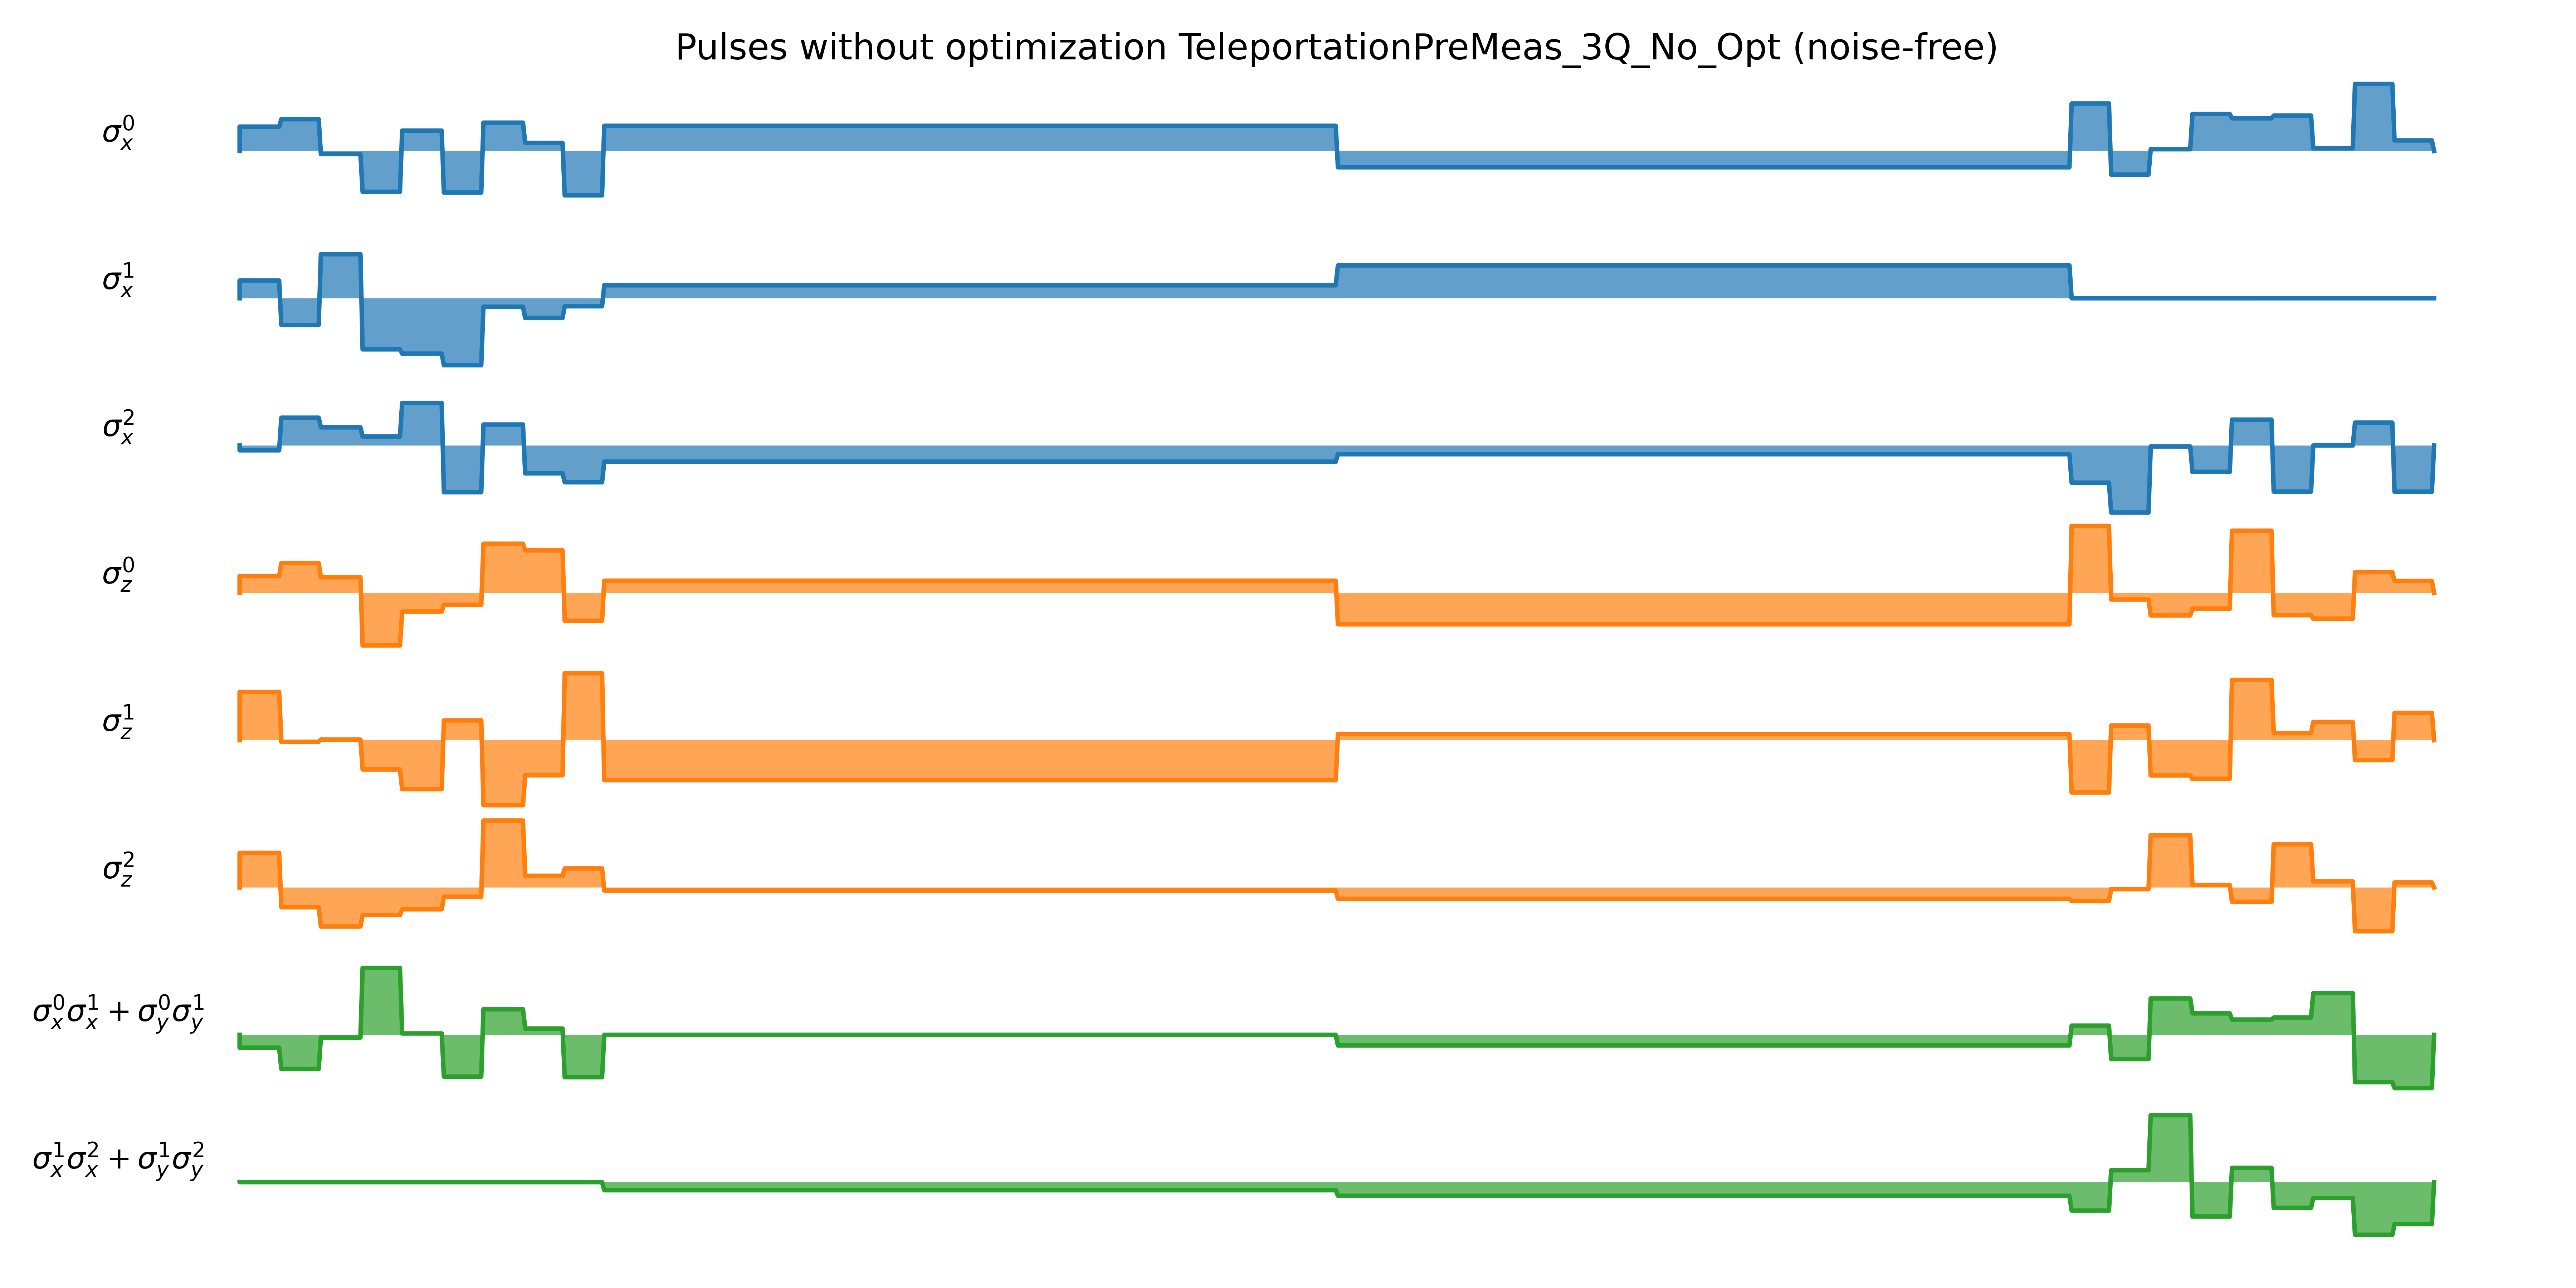 Pulses without optimization TeleportationPreMeas_3Q_No_Opt (noise-free)
σ_x^0
σ_x^1
σ_x^2
σ_z^0
σ_z^1
σ_z^2
σ_x^0σ_x^1 + σ_y^0σ_y^1
σ_x^1σ_x^2 + σ_y^1σ_y^2